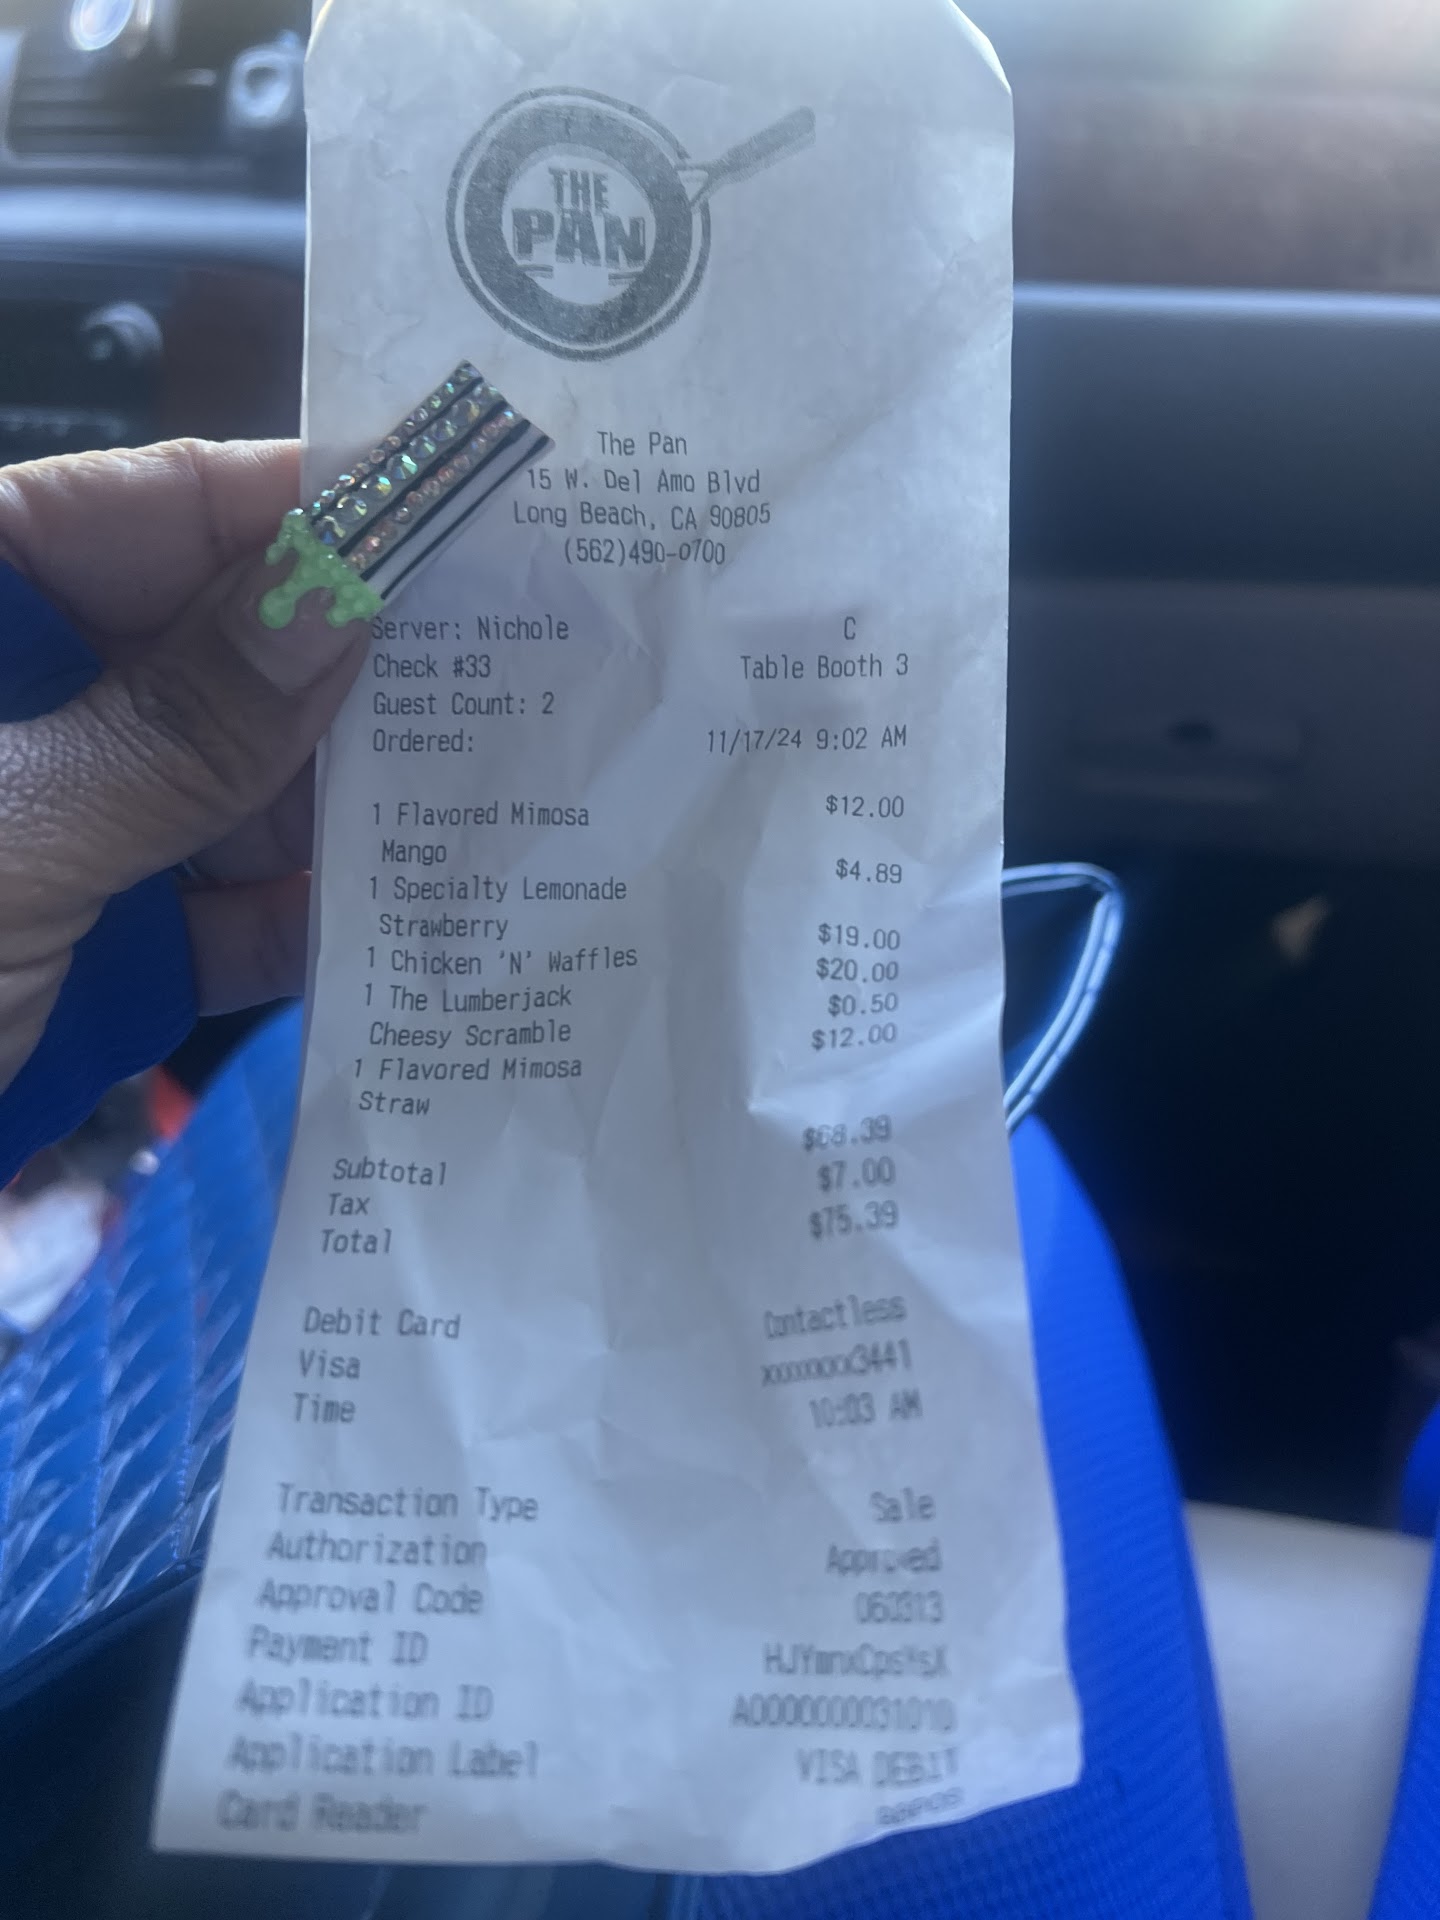 THE
PAN
The Pan
15 W. Del Amo Blvd
Long Beach, CA 90805
(562)490-0700
Server: Nichole C
Check #33 Table Booth 3
Guest Count: 2
Ordered: 11/17/24 9:02 AM
1 Flavored Mimosa $12.00
Mango
1 Specialty Lemonade $4.89
Strawberry
1 Chicken 'N' Waffles $19.00
1 The Lumberjack $20.00
Cheesy Scramble $0.50
1 Flavored Mimosa $12.00
Straw
Subtotal $68.39
Tax $7.00
Total $75.39
Debit Card Contactless
Visa xxxxxxxx3441
Time 10:03 AM
Transaction Type Sale
Authorization Approved
Approval Code 060313
Payment ID
Application ID A0000000031010
Application Label VISA DEBIT
Card Reader